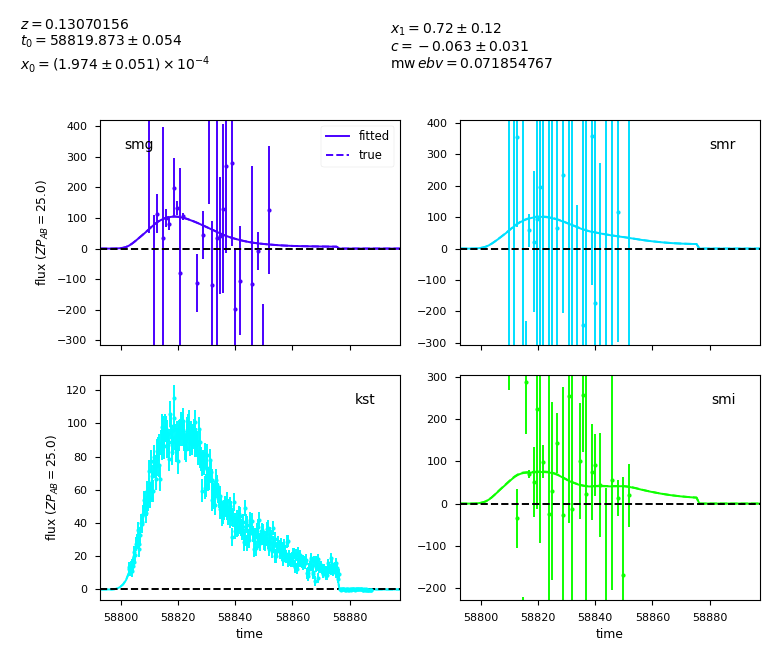 z = 0.13070156
t₀ = 58819.873 ± 0.054
x₀ = (1.974 ± 0.051) × 10⁻⁴
x₁ = 0.72 ± 0.12
c = −0.063 ± 0.031
mw ebv = 0.071854767
smg
fitted
true
400
300
200
100
0
−100
−200
−300
flux (ZP_AB = 25.0)
smr
400
300
200
100
0
−100
−200
−300
kst
120
100
80
60
40
20
0
flux (ZP_AB = 25.0)
58800 58820 58840 58860 58880
time
smi
300
200
100
0
−100
−200
58800 58820 58840 58860 58880
time